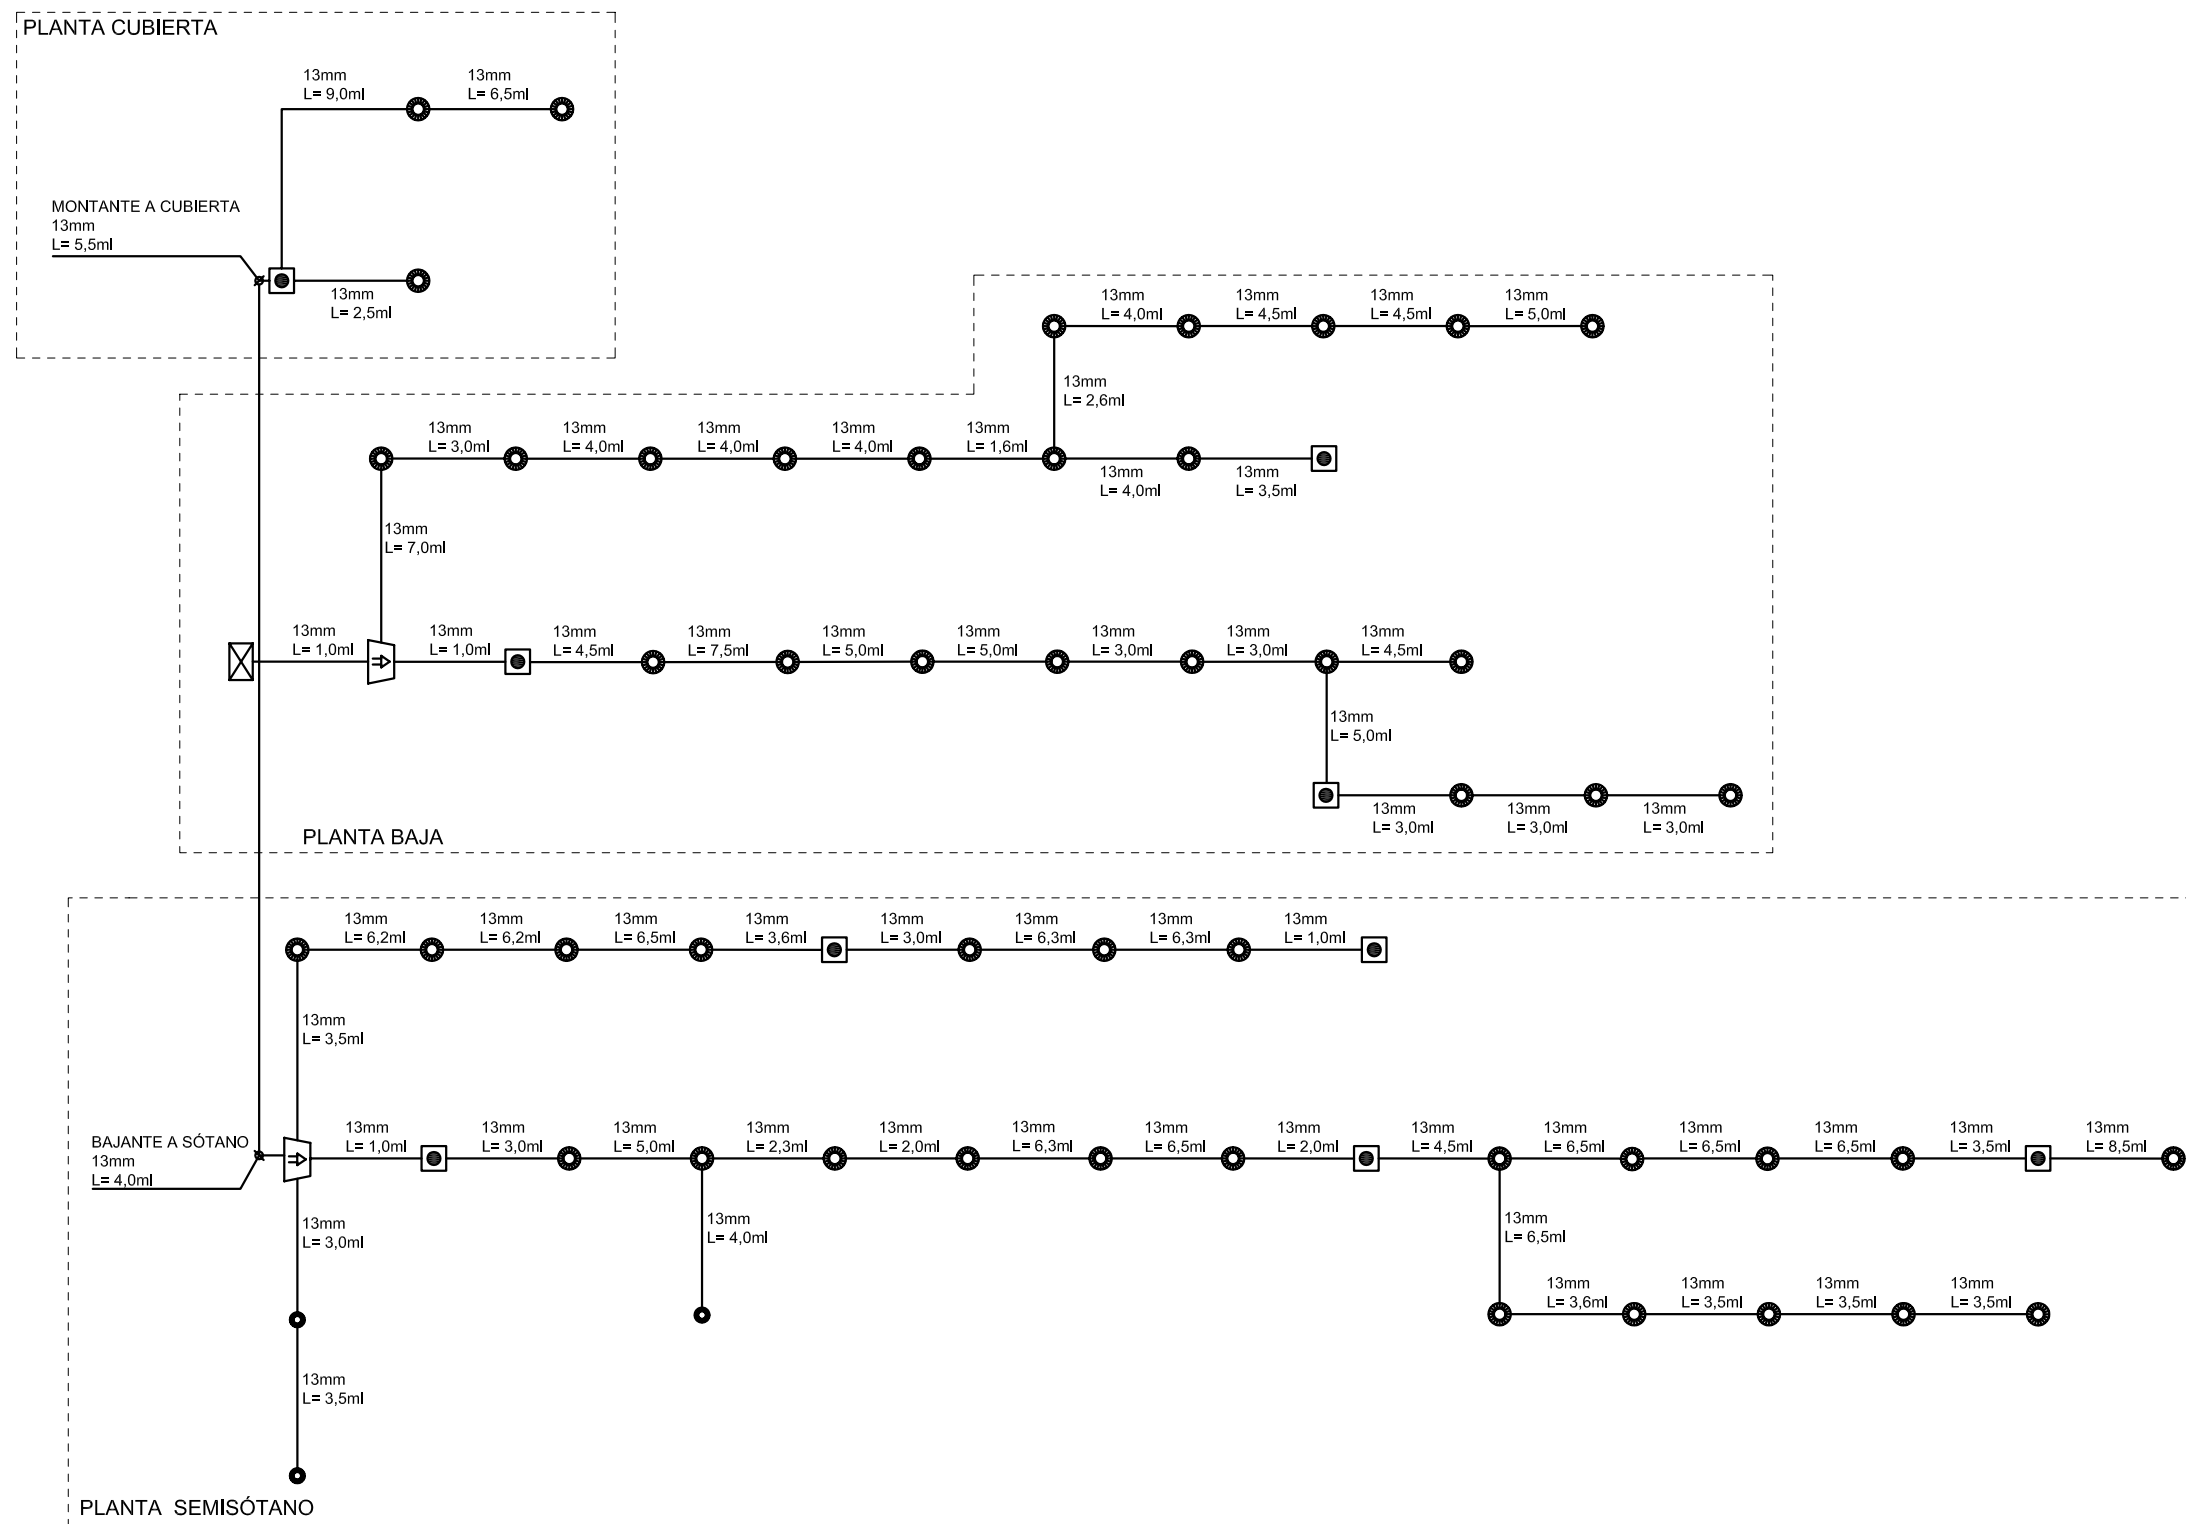 PLANTA CUBIERTA
13mm
L= 9,0ml
13mm
L= 6,5ml
MONTANTE A CUBIERTA
13mm
L= 5,5ml
13mm
L= 2,5ml
13mm
L= 4,0ml
13mm
L= 4,5ml
13mm
L= 4,5ml
13mm
L= 5,0ml
13mm
L= 2,6ml
13mm
L= 3,0ml
13mm
L= 4,0ml
13mm
L= 4,0ml
13mm
L= 4,0ml
13mm
L= 1,6ml
13mm
L= 4,0ml
13mm
L= 3,5ml
13mm
L= 7,0ml
13mm
L= 1,0ml
13mm
L= 1,0ml
13mm
L= 4,5ml
13mm
L= 7,5ml
13mm
L= 5,0ml
13mm
L= 5,0ml
13mm
L= 3,0ml
13mm
L= 3,0ml
13mm
L= 4,5ml
13mm
L= 5,0ml
13mm
L= 3,0ml
13mm
L= 3,0ml
13mm
L= 3,0ml
PLANTA BAJA
13mm
L= 6,2ml
13mm
L= 6,2ml
13mm
L= 6,5ml
13mm
L= 3,6ml
13mm
L= 3,0ml
13mm
L= 6,3ml
13mm
L= 6,3ml
13mm
L= 1,0ml
13mm
L= 3,5ml
BAJANTE A SÓTANO
13mm
L= 4,0ml
13mm
L= 1,0ml
13mm
L= 3,0ml
13mm
L= 5,0ml
13mm
L= 2,3ml
13mm
L= 2,0ml
13mm
L= 6,3ml
13mm
L= 6,5ml
13mm
L= 2,0ml
13mm
L= 4,5ml
13mm
L= 6,5ml
13mm
L= 6,5ml
13mm
L= 6,5ml
13mm
L= 3,5ml
13mm
L= 8,5ml
13mm
L= 3,0ml
13mm
L= 4,0ml
13mm
L= 6,5ml
13mm
L= 3,6ml
13mm
L= 3,5ml
13mm
L= 3,5ml
13mm
L= 3,5ml
13mm
L= 3,5ml
PLANTA SEMISÓTANO